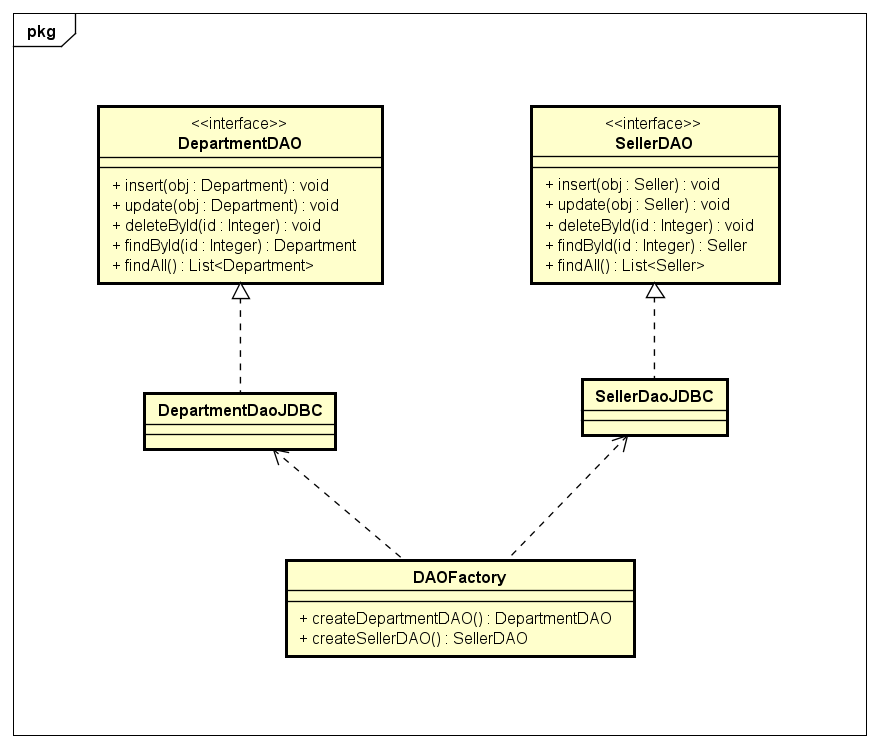 pkg
<<interface>>
DepartmentDAO
+ insert(obj : Department) : void
+ update(obj : Department) : void
+ deleteById(id : Integer) : void
+ findById(id : Integer) : Department
+ findAll() : List<Department>
<<interface>>
SellerDAO
+ insert(obj : Seller) : void
+ update(obj : Seller) : void
+ deleteById(id : Integer) : void
+ findById(id : Integer) : Seller
+ findAll() : List<Seller>
DepartmentDaoJDBC
SellerDaoJDBC
DAOFactory
+ createDepartmentDAO() : DepartmentDAO
+ createSellerDAO() : SellerDAO